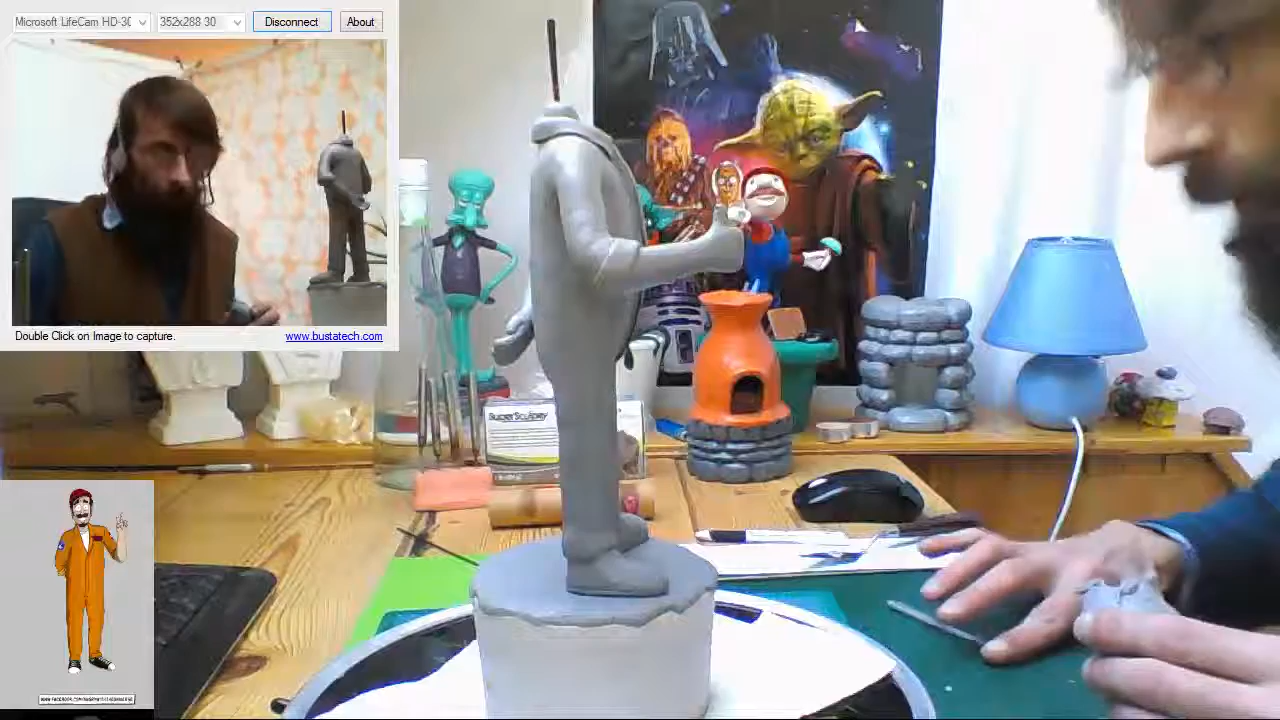 Microsoft LifeCam HD-30
352x288 30
Disconnect
About
Double Click on Image to capture.
www.bustatech.com
Super Sculpey